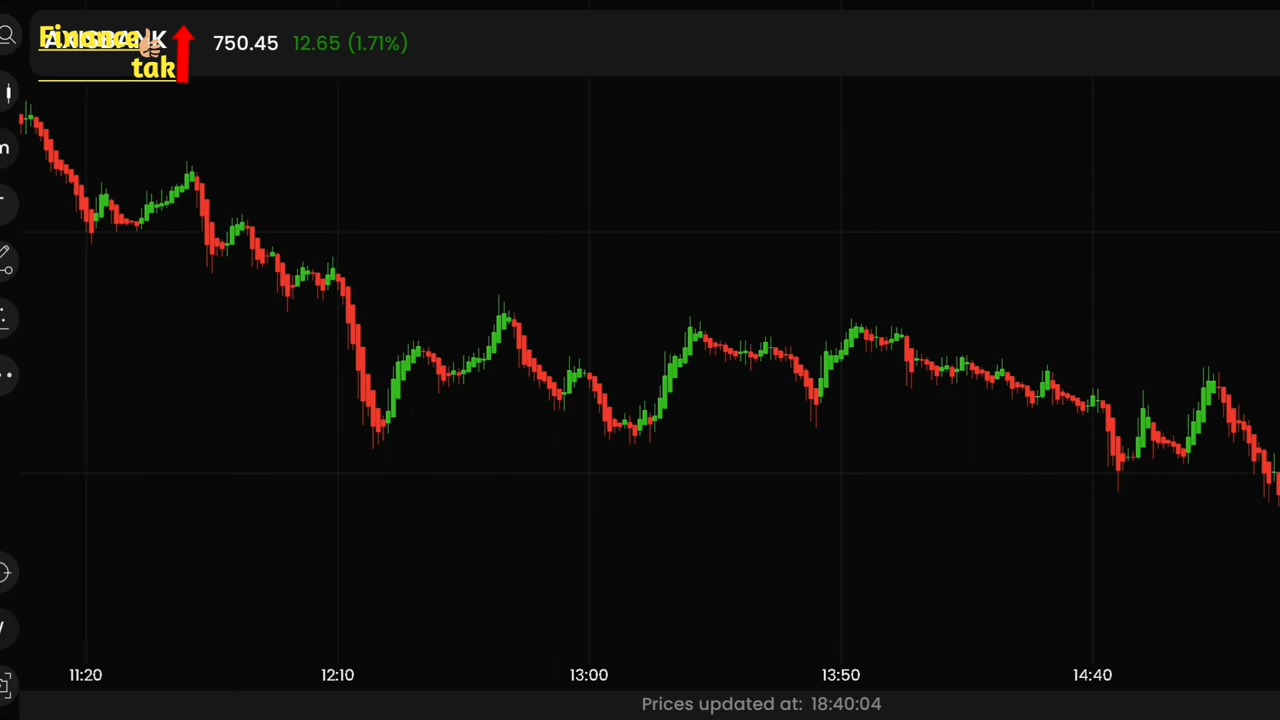 Finance
AXISBANK
tak
750.45 12.65 (1.71%)
m
11:20 12:10 13:00 13:50 14:40
Prices updated at: 18:40:04